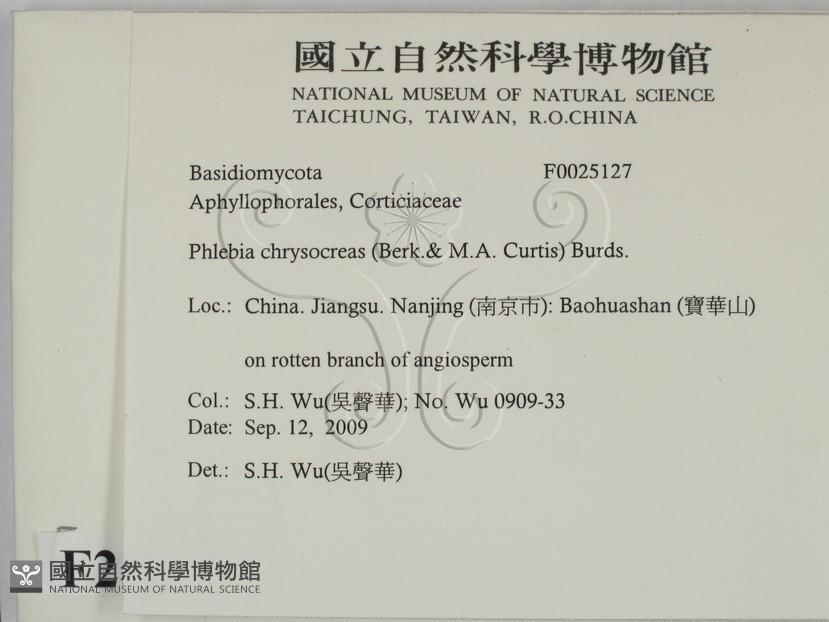 國立自然科學博物館
NATIONAL MUSEUM OF NATURAL SCIENCE
TAICHUNG, TAIWAN, R.O.CHINA
Basidiomycota F0025127
Aphyllophorales, Corticiaceae
Phlebia chrysocreas (Berk.& M.A. Curtis) Burds.
Loc.: China. Jiangsu. Nanjing (南京市): Baohuashan (寶華山)
on rotten branch of angiosperm
Col.: S.H. Wu(吳聲華); No. Wu 0909-33
Date: Sep. 12, 2009
Det.: S.H. Wu(吳聲華)
F2
國立自然科學博物館
NATIONAL MUSEUM OF NATURAL SCIENCE